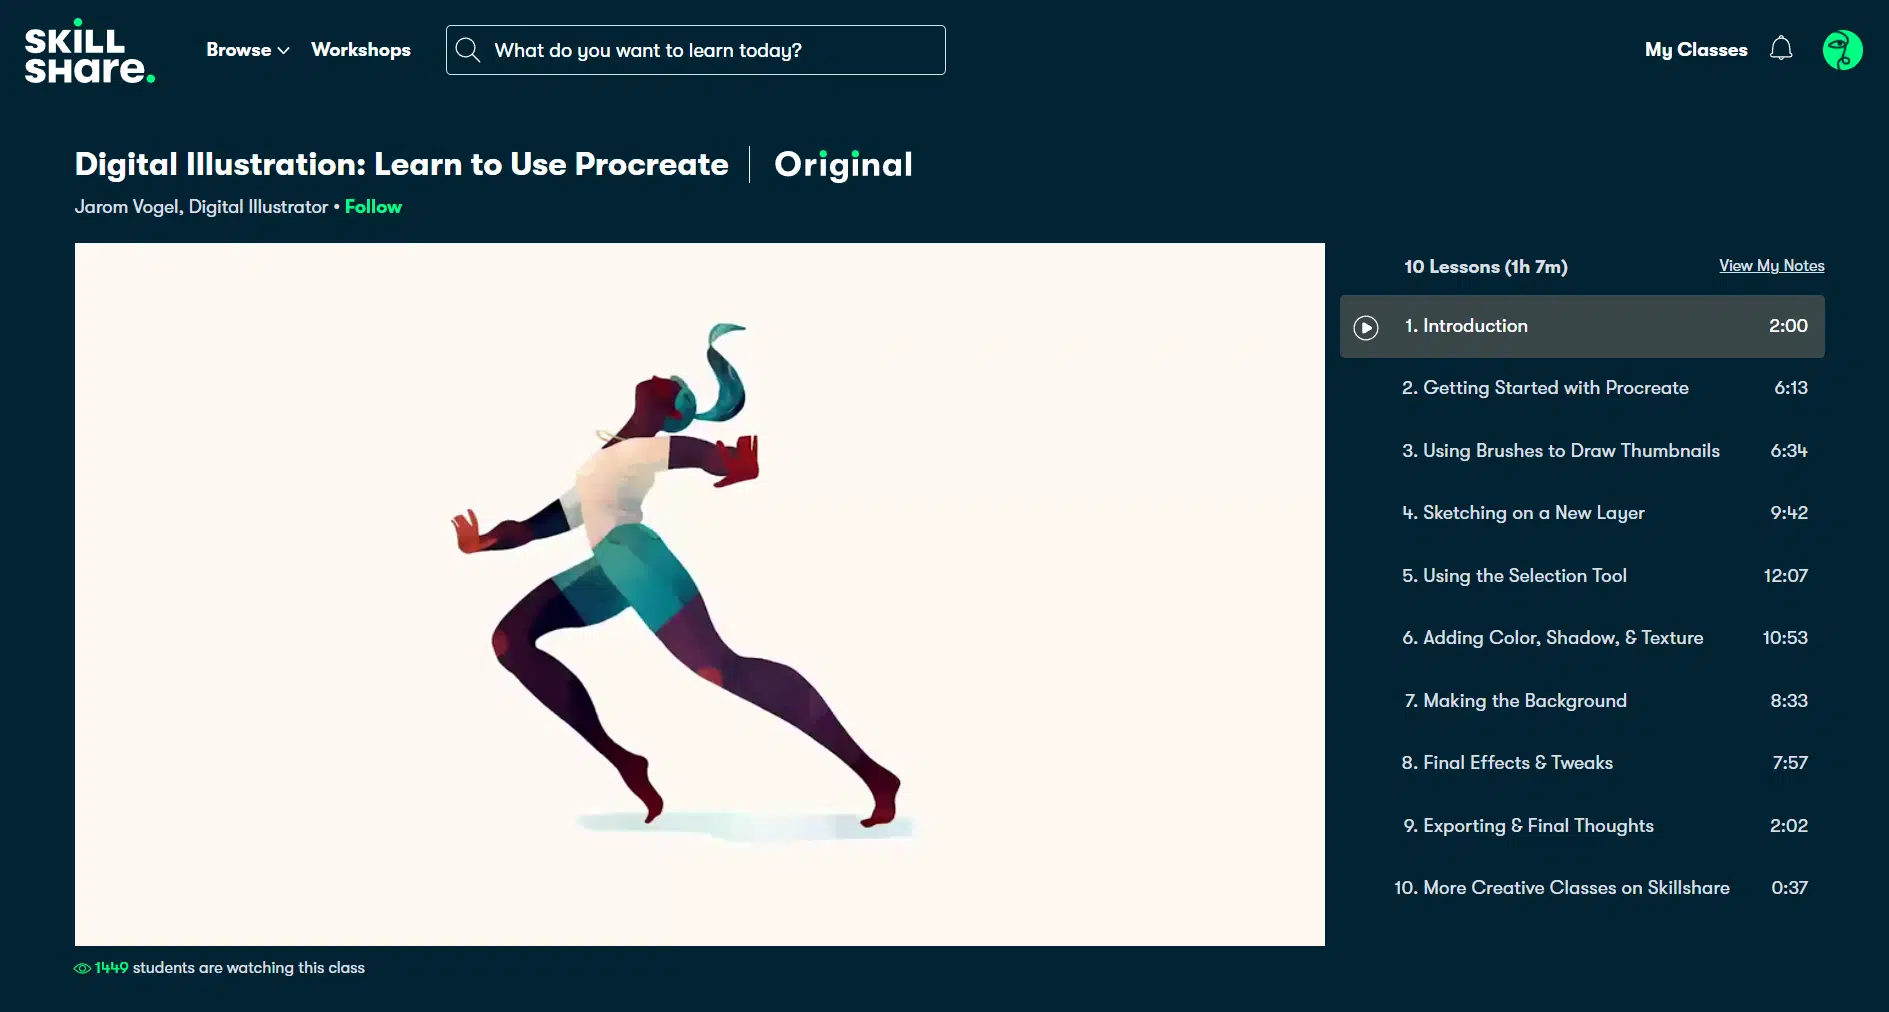 SKILL
SHare.
Browse
Workshops
What do you want to learn today?
My Classes
Digital Illustration: Learn to Use Procreate
Original
Jarom Vogel, Digital Illustrator • Follow
10 Lessons (1h 7m)
View My Notes
1. Introduction 2:00
2. Getting Started with Procreate 6:13
3. Using Brushes to Draw Thumbnails 6:34
4. Sketching on a New Layer 9:42
5. Using the Selection Tool 12:07
6. Adding Color, Shadow, & Texture 10:53
7. Making the Background 8:33
8. Final Effects & Tweaks 7:57
9. Exporting & Final Thoughts 2:02
10. More Creative Classes on Skillshare 0:37
1449 students are watching this class